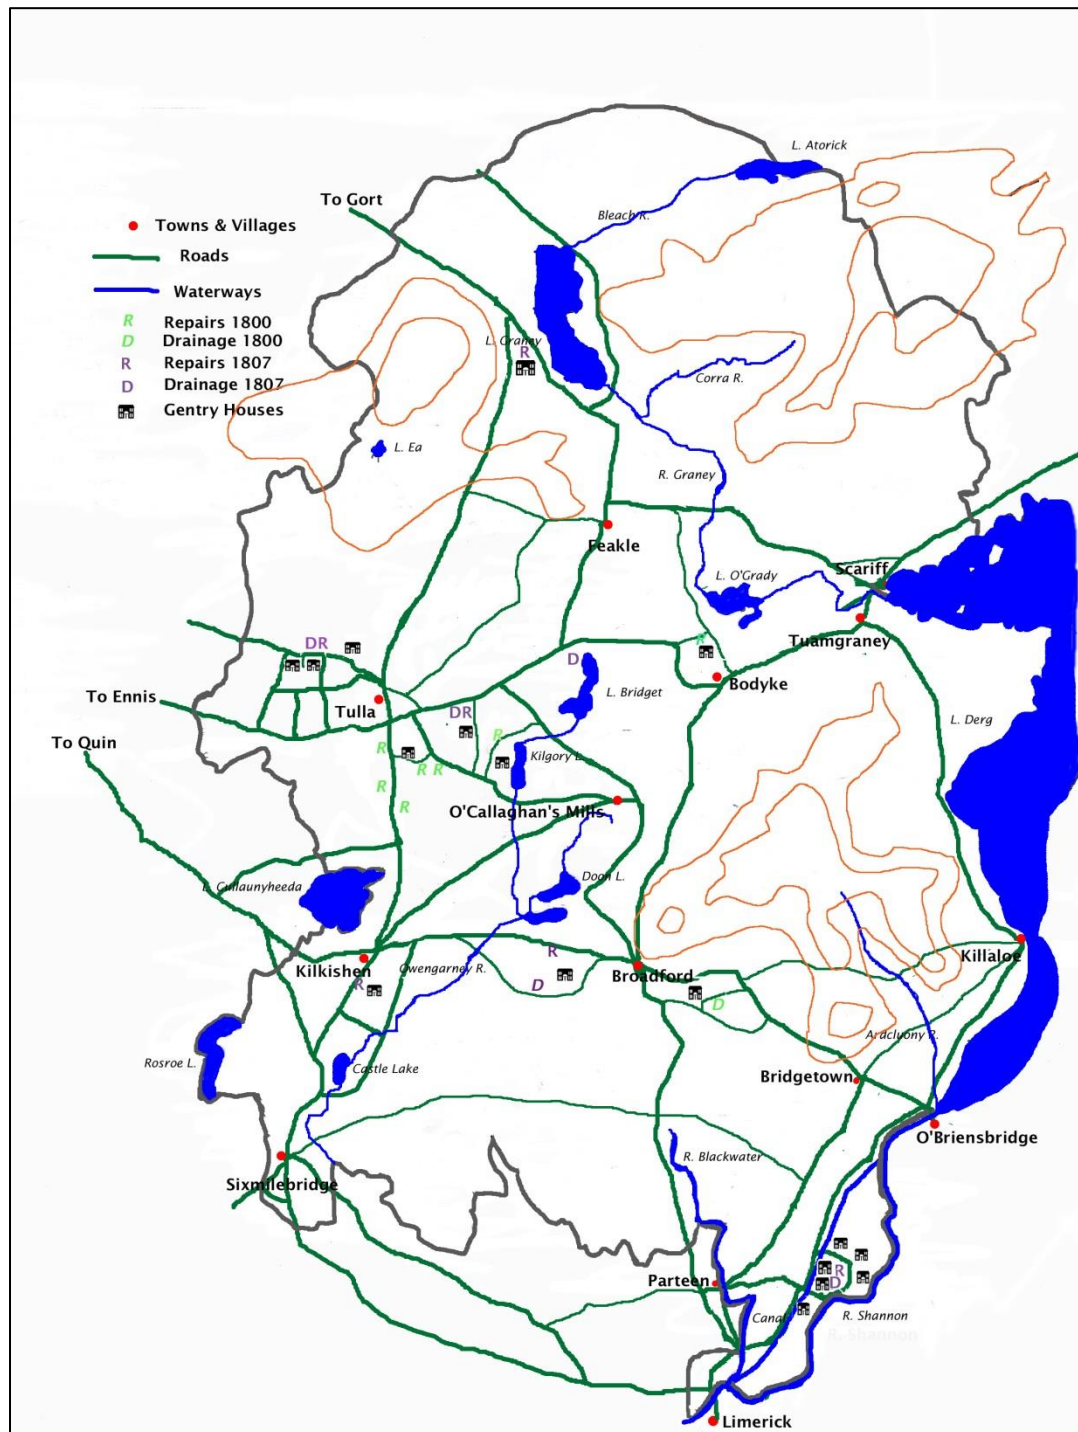 L. Atorick
To Gort
Bleach R.
Towns & Villages
Roads
Waterways
R Repairs 1800
D Drainage 1800
R Repairs 1807
D Drainage 1807
Gentry Houses
L. Graney
R
Corra R.
L. Ea
R. Graney
Feakle
Scariff
L. O'Grady
Tuamgraney
DR
R
D
Bodyke
L. Bridget
To Ennis
Tulla
DR
L. Derg
To Quin
R
R
Kilgory L.
R R
R
R
O'Callaghan's Mills
Doon L.
L. Cullaunyheeda
R
Killaloe
Kilkishen
Owengarney R.
Broadford
R
D
D
Ardcluony R.
Rosroe L.
Castle Lake
Bridgetown
O'Briensbridge
R. Blackwater
Sixmilebridge
R
Parteen
D
Canal
R. Shannon
R. Shannon
Limerick